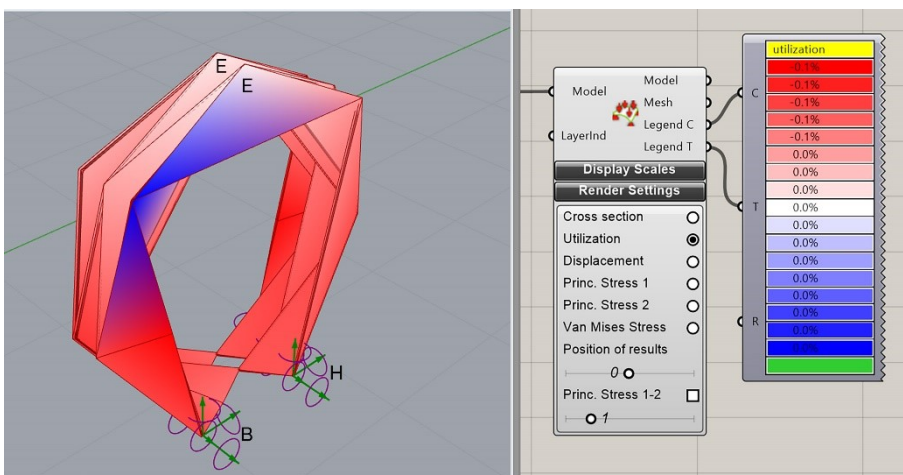 E
E
H
B
Model
LayerInd
Model
Mesh
Legend C
Legend T
Display Scales
Render Settings
Cross section
Utilization
Displacement
Princ. Stress 1
Princ. Stress 2
Van Mises Stress
Position of results
0
Princ. Stress 1-2
1
C
T
R
utilization
-0.1%
-0.1%
-0.1%
-0.1%
-0.1%
0.0%
0.0%
0.0%
0.0%
0.0%
0.0%
0.0%
0.0%
0.0%
0.0%
0.0%
0.0%